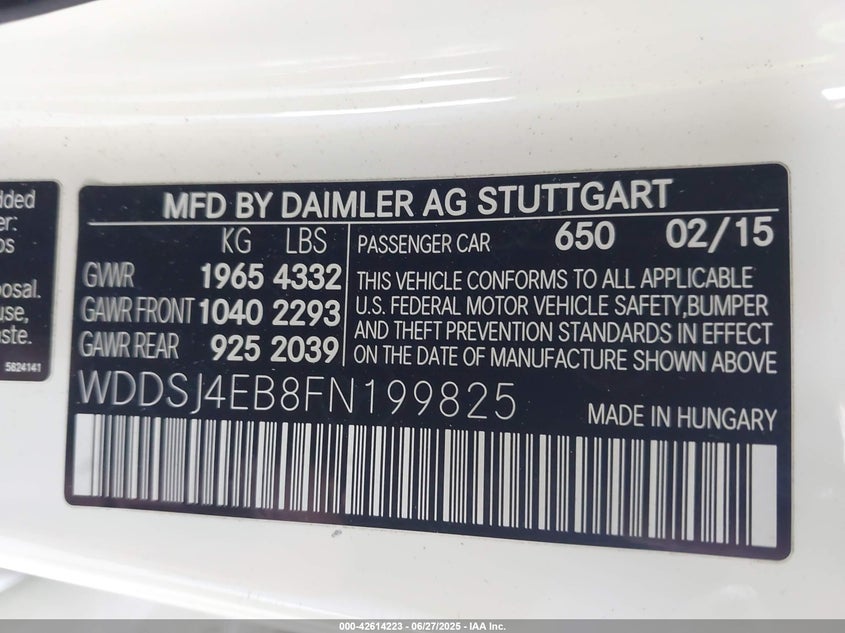 dded
er:
os
posal.
use,
aste.
5824141
MFD BY DAIMLER AG STUTTGART
KG LBS
GVWR 1965 4332
GAWR FRONT 1040 2293
GAWR REAR 925 2039
PASSENGER CAR 650 02/15
THIS VEHICLE CONFORMS TO ALL APPLICABLE
U.S. FEDERAL MOTOR VEHICLE SAFETY,BUMPER
AND THEFT PREVENTION STANDARDS IN EFFECT
ON THE DATE OF MANUFACTURE SHOWN ABOVE
WDDSJ4EB8FN199825
MADE IN HUNGARY
000-42614223 | 06/27/2025 - IAA Inc.